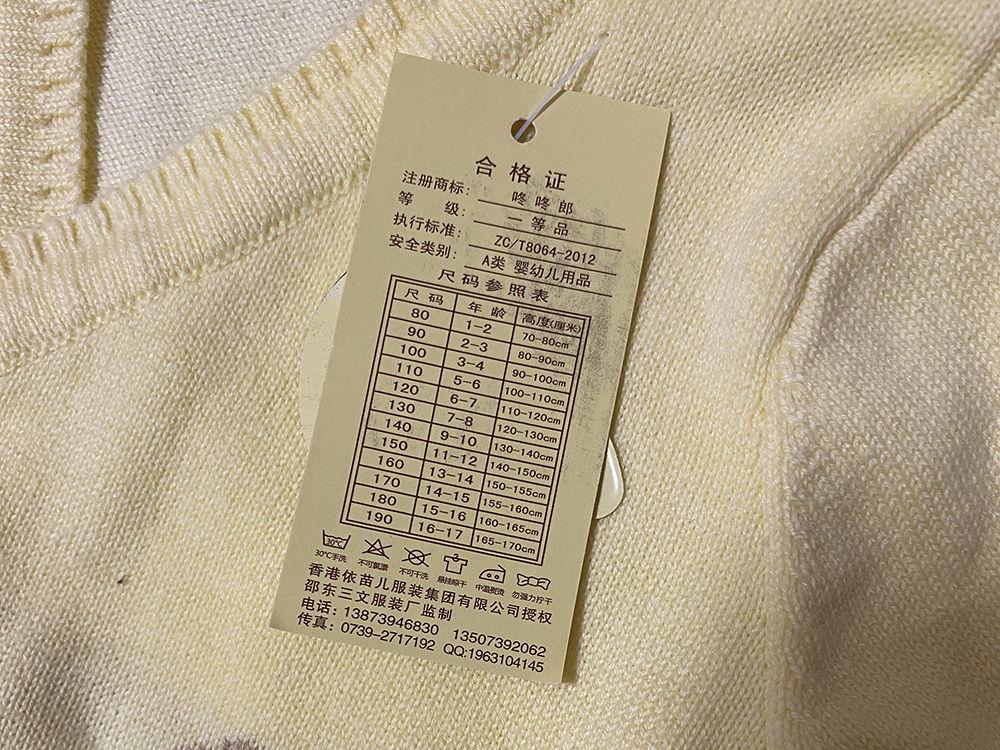 合格证
注册商标: 咚咚郎
等 级: 一等品
执行标准: ZC/T8064-2012
安全类别: A类 婴幼儿用品
尺码参照表
尺码 年龄 高度(厘米)
80 1-2 70-80cm
90 2-3 80-90cm
100 3-4 90-100cm
110 5-6 100-110cm
120 6-7 110-120cm
130 7-8 120-130cm
140 9-10 130-140cm
150 11-12 140-150cm
160 13-14 150-155cm
170 14-15 155-160cm
180 15-16 160-165cm
190 16-17 165-170cm
30℃
30℃手洗 不可氯漂 不可干洗 悬挂晾干 中温熨烫 勿强力拧干
香港依苗儿服装集团有限公司授权
邵东三文服装厂监制
电话: 13873946830 13507392062
传真: 0739-2717192 QQ:1963104145